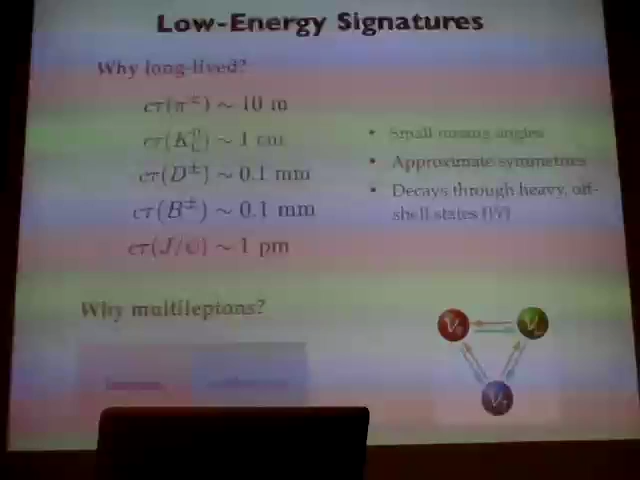 Low-Energy Signatures
Why long-lived?
cτ(π±) ~ 10 m
cτ(K) ~ 1 cm
cτ(D±) ~ 0.1 mm
cτ(B±) ~ 0.1 mm
cτ(J/ψ) ~ 1 pm
• Small mixing angles
• Approximate symmetries
• Decays through heavy, off-
shell states (W)
Why multileptons?